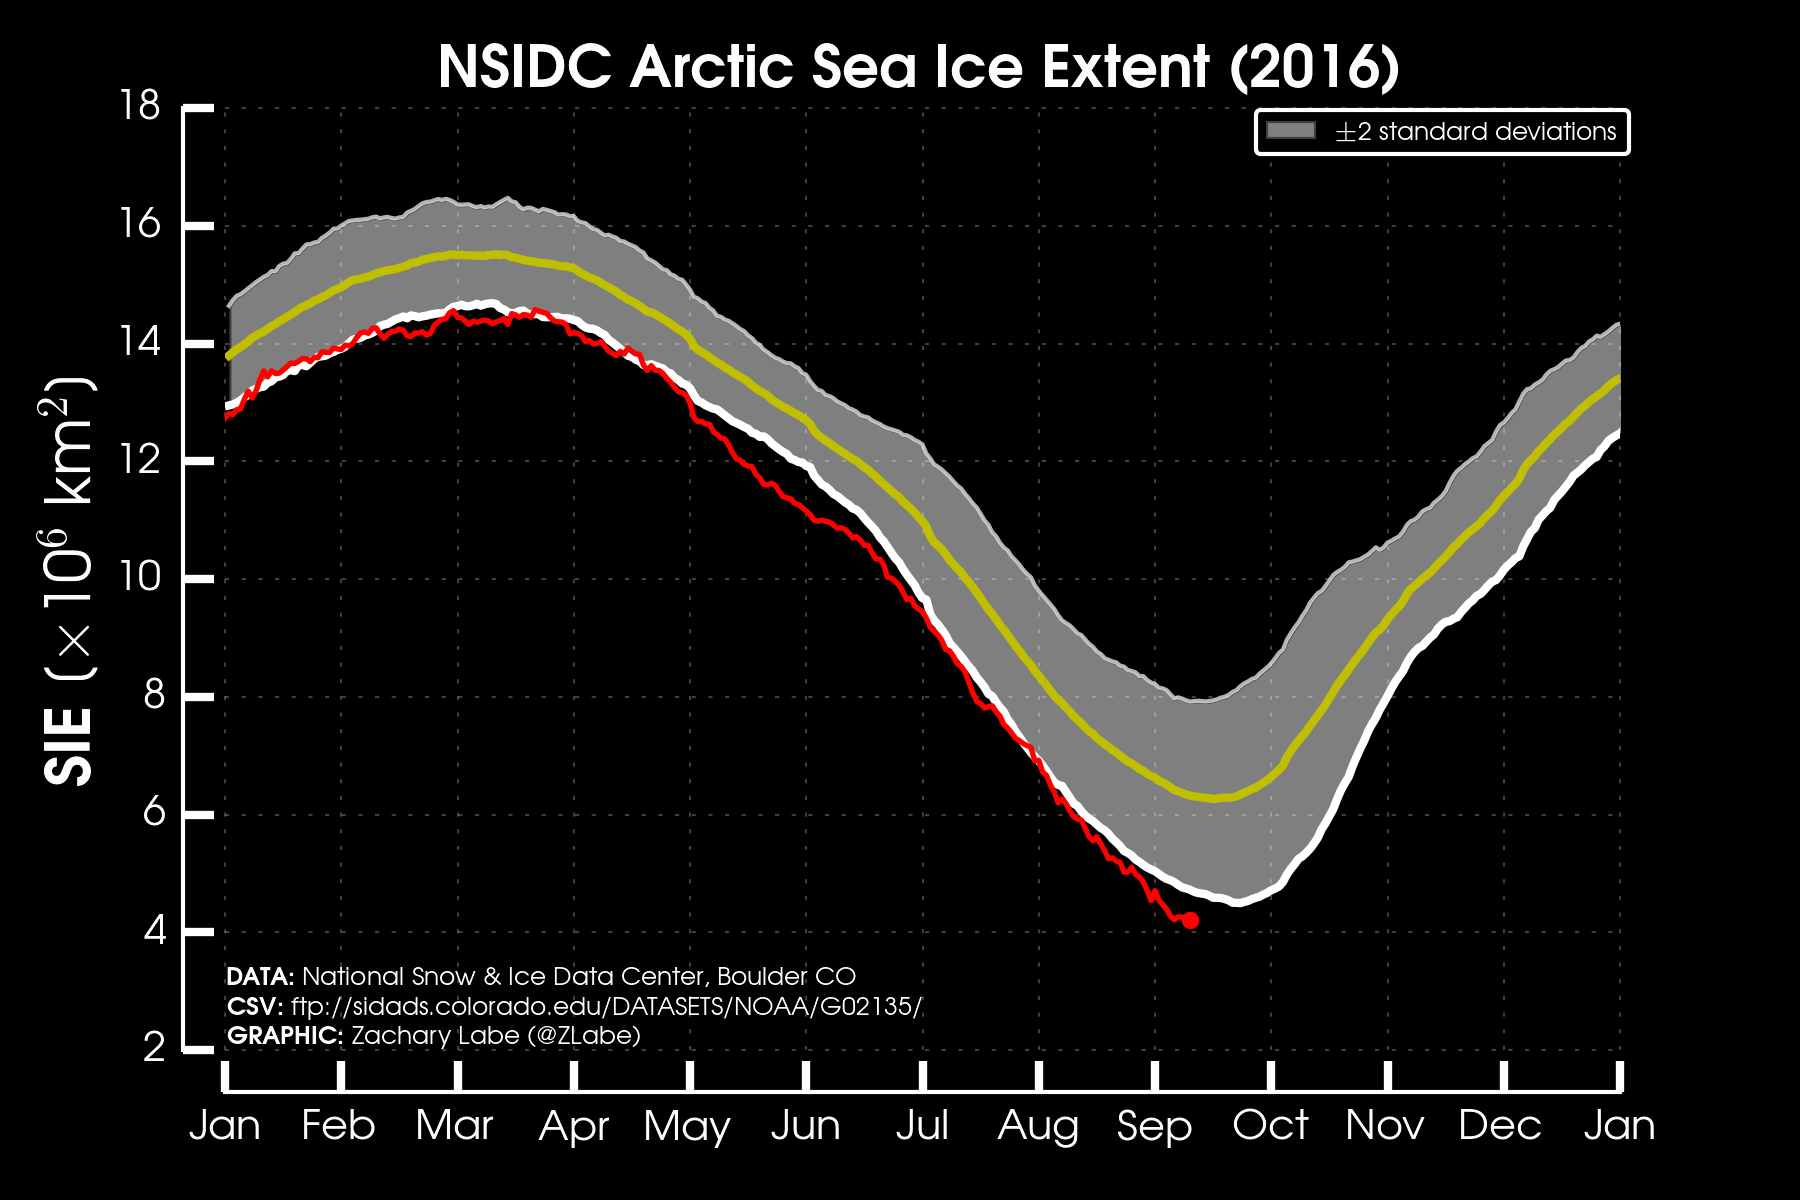 NSIDC Arctic Sea Ice Extent (2016)
±2 standard deviations
18
16
14
12
10
8
6
4
2
SIE (×10⁶ km²)
DATA: National Snow & Ice Data Center, Boulder CO
CSV: ftp://sidads.colorado.edu/DATASETS/NOAA/G02135/
GRAPHIC: Zachary Labe (@ZLabe)
Jan Feb Mar Apr May Jun Jul Aug Sep Oct Nov Dec Jan